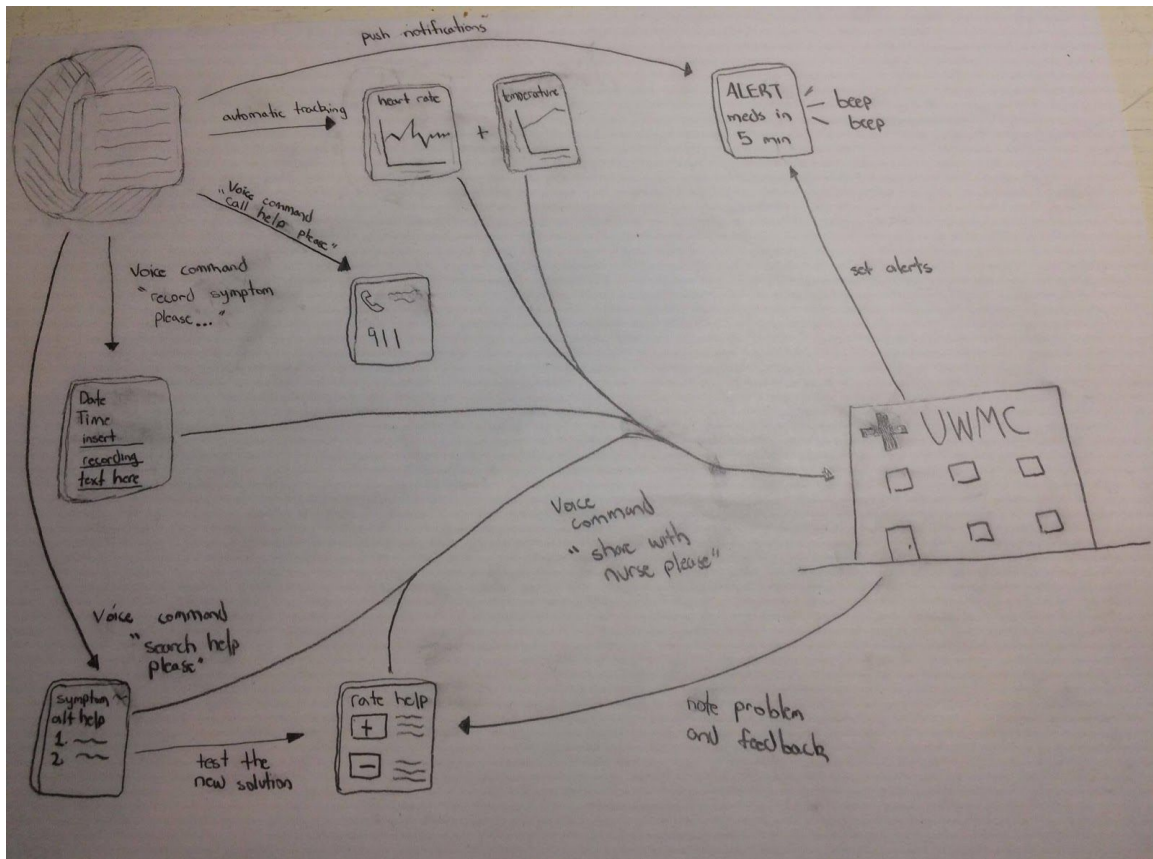 push notifications
automatic tracking
heart rate
+
temperature
ALERT
meds in
5 min
beep
beep
"Voice command
call help please"
911
Voice command
"record symptom
please..."
set alerts
Date
Time
insert
recording
text here
UWMC
Voice
command
"share with
nurse please"
Voice command
"search help
please"
symptom
alt help
1.
2.
test the
new solution
rate help
+
-
note problem
and feedback